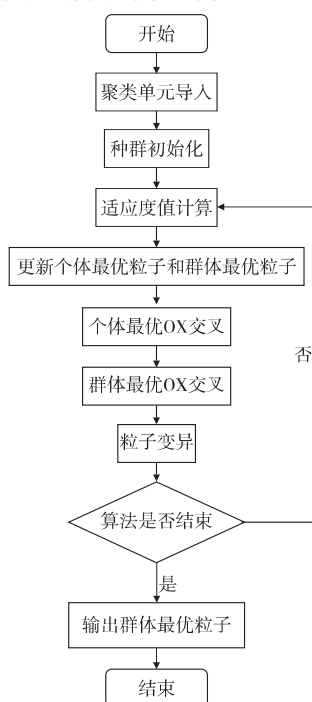 开始
聚类单元导入
种群初始化
适应度值计算
更新个体最优粒子和群体最优粒子
个体最优OX交叉
否
群体最优OX交叉
粒子变异
算法是否结束
是
输出群体最优粒子
结束